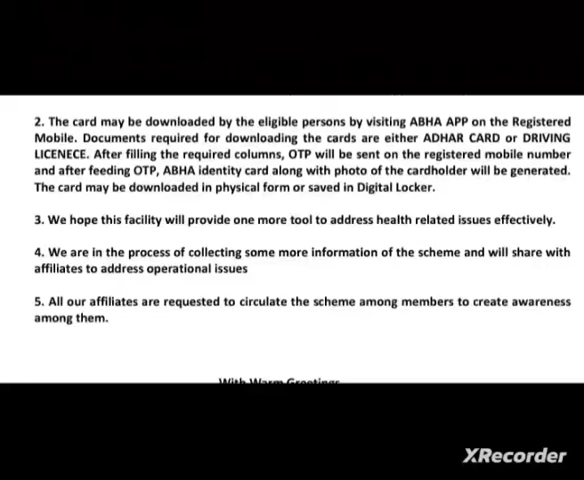 2. The card may be downloaded by the eligible persons by visiting ABHA APP on the Registered
Mobile. Documents required for downloading the cards are either ADHAR CARD or DRIVING
LICENECE. After filling the required columns, OTP will be sent on the registered mobile number
and after feeding OTP, ABHA identity card along with photo of the cardholder will be generated.
The card may be downloaded in physical form or saved in Digital Locker.
3. We hope this facility will provide one more tool to address health related issues effectively.
4. We are in the process of collecting some more information of the scheme and will share with
affiliates to address operational issues
5. All our affiliates are requested to circulate the scheme among members to create awareness
among them.
With Warm Greetings
XRecorder